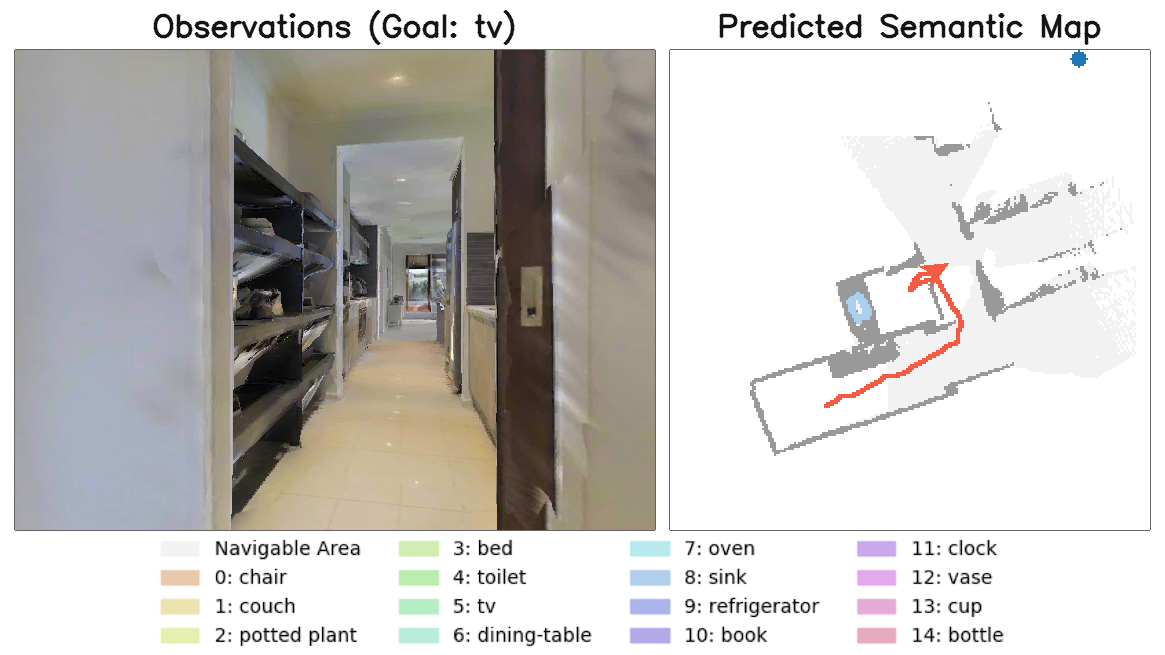 Observations (Goal: tv)
Predicted Semantic Map
Navigable Area
0: chair
1: couch
2: potted plant
3: bed
4: toilet
5: tv
6: dining-table
7: oven
8: sink
9: refrigerator
10: book
11: clock
12: vase
13: cup
14: bottle